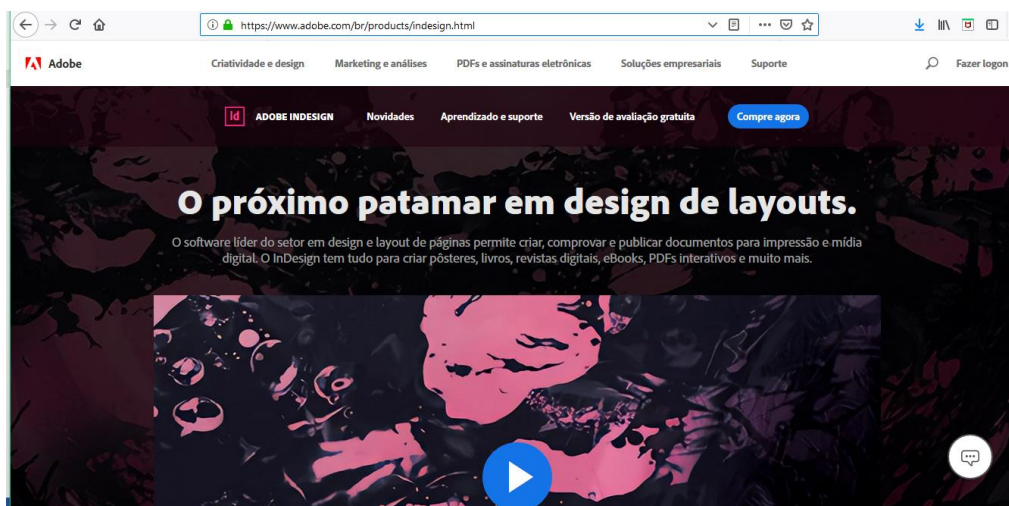 https://www.adobe.com/br/products/indesign.html
Adobe Criatividade e design Marketing e análises PDFs e assinaturas eletrônicas Soluções empresariais Suporte Fazer logon
Id ADOBE INDESIGN Novidades Aprendizado e suporte Versão de avaliação gratuita Compre agora
O próximo patamar em design de layouts.
O software líder do setor em design e layout de páginas permite criar, comprovar e publicar documentos para impressão e mídia
digital. O InDesign tem tudo para criar pôsteres, livros, revistas digitais, eBooks, PDFs interativos e muito mais.